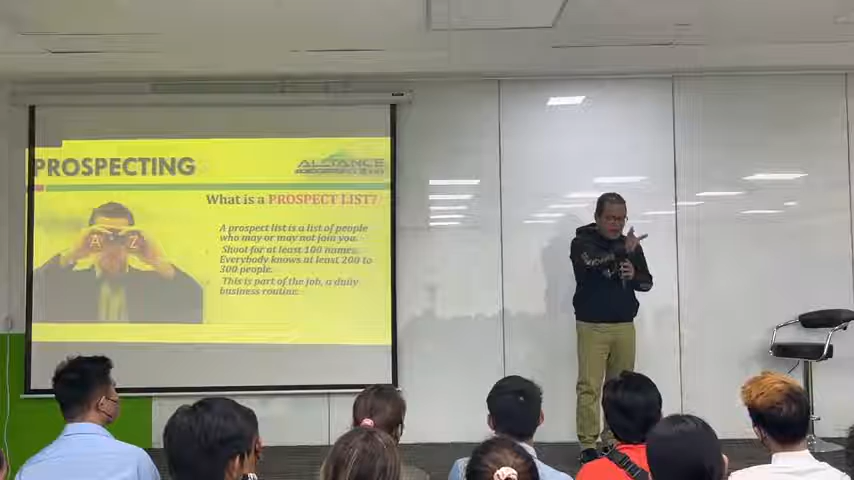 PROSPECTING
What is a PROSPECT LIST?
A prospect list is a list of people
who may or may not join you.
Shoot for at least 100 names.
Everybody knows at least 200 to
300 people.
This is part of the job, a daily
business routine.
A Z